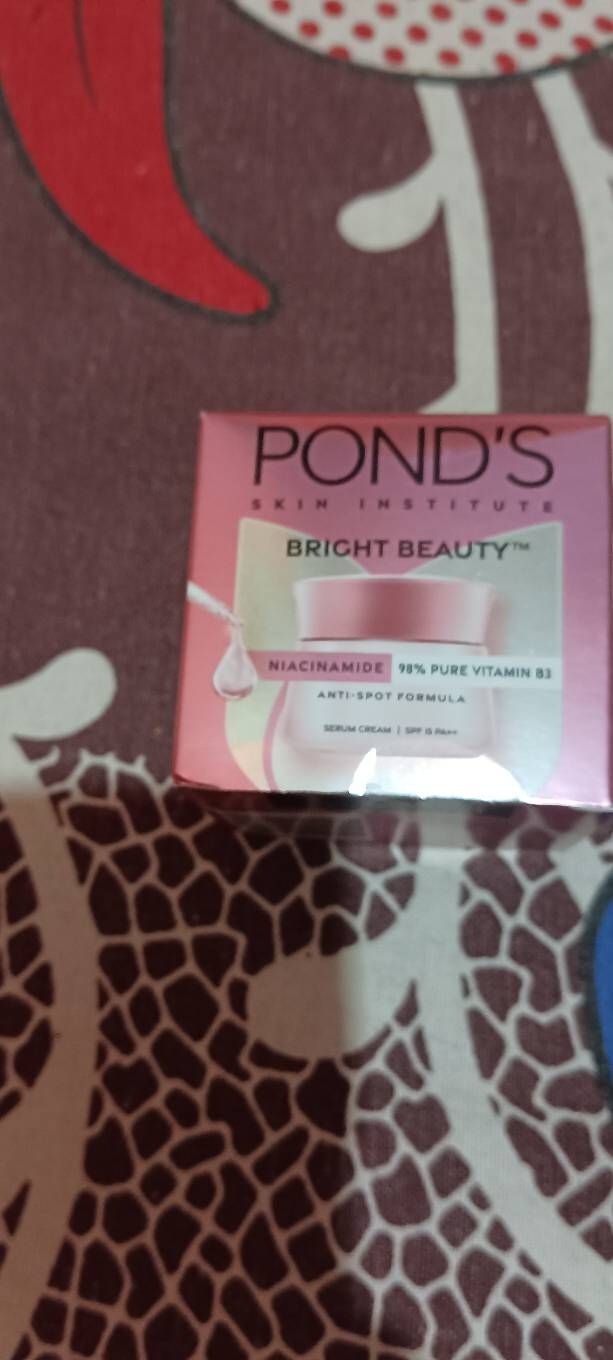 POND'S
SKIN INSTITUTE
BRIGHT BEAUTY™
NIACINAMIDE 98% PURE VITAMIN B3
ANTI-SPOT FORMULA
SERUM CREAM | SPF 15 PA++